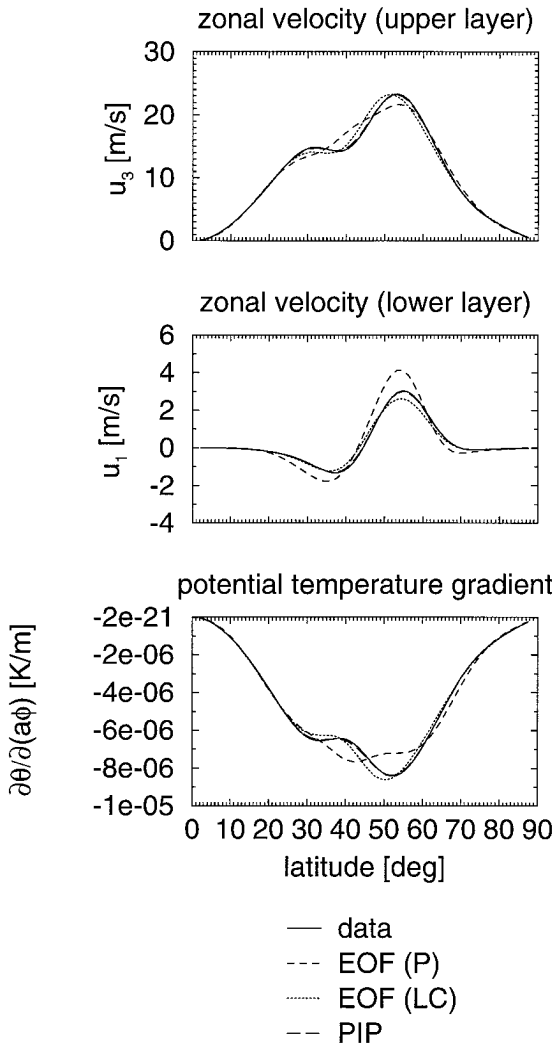 zonal velocity (upper layer)
30
20
10
0
u₃ [m/s]
zonal velocity (lower layer)
6
4
2
0
-2
-4
u₁ [m/s]
potential temperature gradient
-2e-21
-2e-06
-4e-06
-6e-06
-8e-06
-1e-05
∂θ/∂(aϕ) [K/m]
0 10 20 30 40 50 60 70 80 90
latitude [deg]
data
EOF (P)
EOF (LC)
PIP